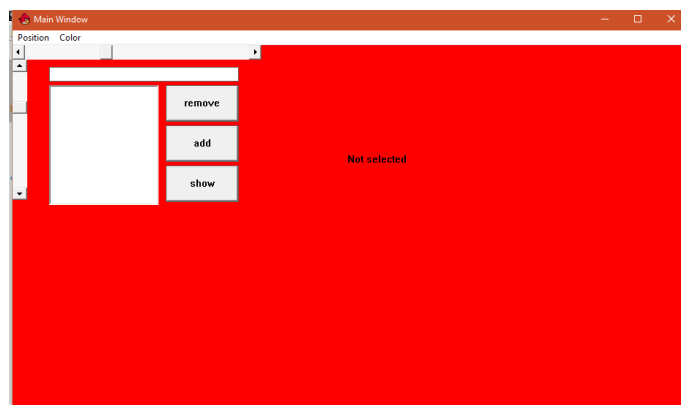 Main Window
Position Color
remove
add
Not selected
show